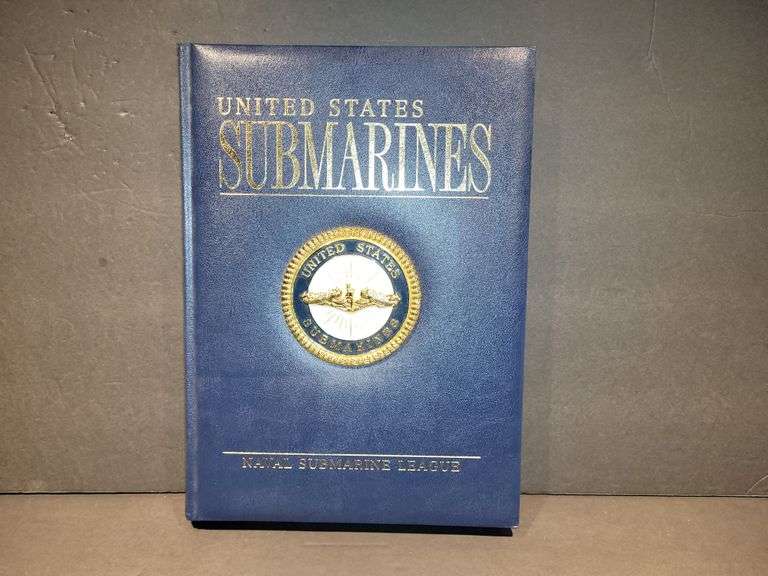 UNITED STATES
SUBMARINES
UNITED STATES
SUBMARINES
NAVAL SUBMARINE LEAGUE